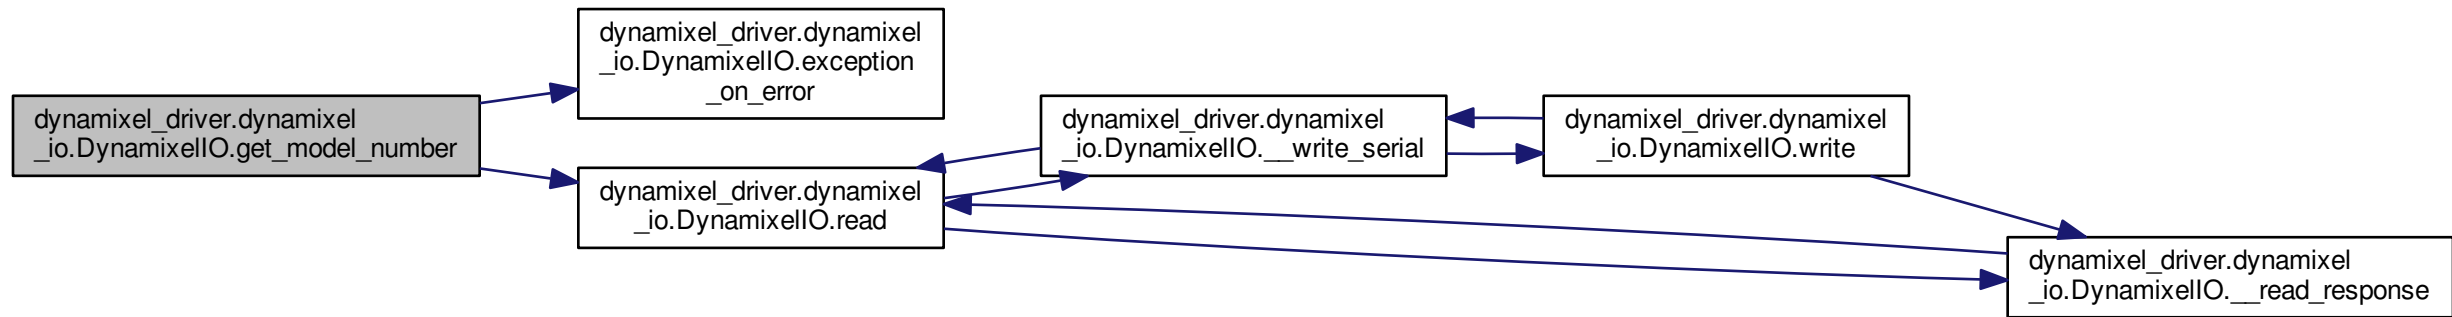 dynamixel_driver.dynamixel
_io.DynamixelIO.get_model_number
dynamixel_driver.dynamixel
_io.DynamixelIO.exception
_on_error
dynamixel_driver.dynamixel
_io.DynamixelIO.read
dynamixel_driver.dynamixel
_io.DynamixelIO.__write_serial
dynamixel_driver.dynamixel
_io.DynamixelIO.write
dynamixel_driver.dynamixel
_io.DynamixelIO.__read_response